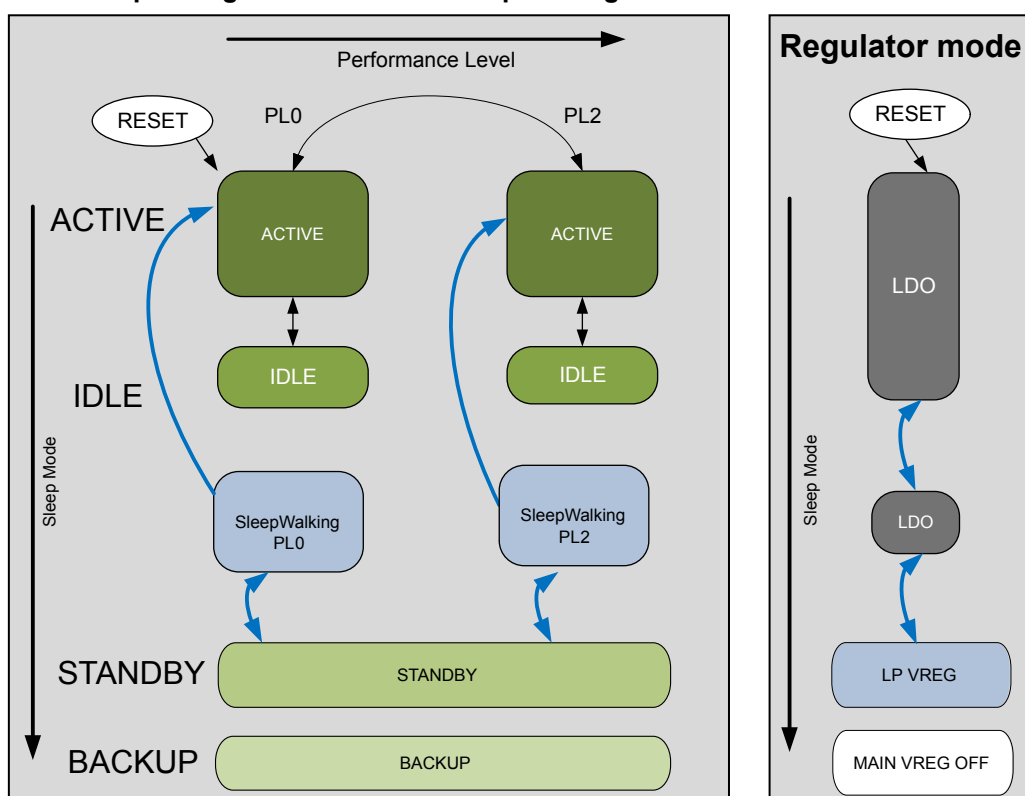 Performance Level
RESET
PL0
PL2
ACTIVE
ACTIVE
ACTIVE
IDLE
IDLE
IDLE
Sleep Mode
SleepWalking
PL0
SleepWalking
PL2
STANDBY
STANDBY
BACKUP
BACKUP
Regulator mode
RESET
LDO
Sleep Mode
LDO
LP VREG
MAIN VREG OFF